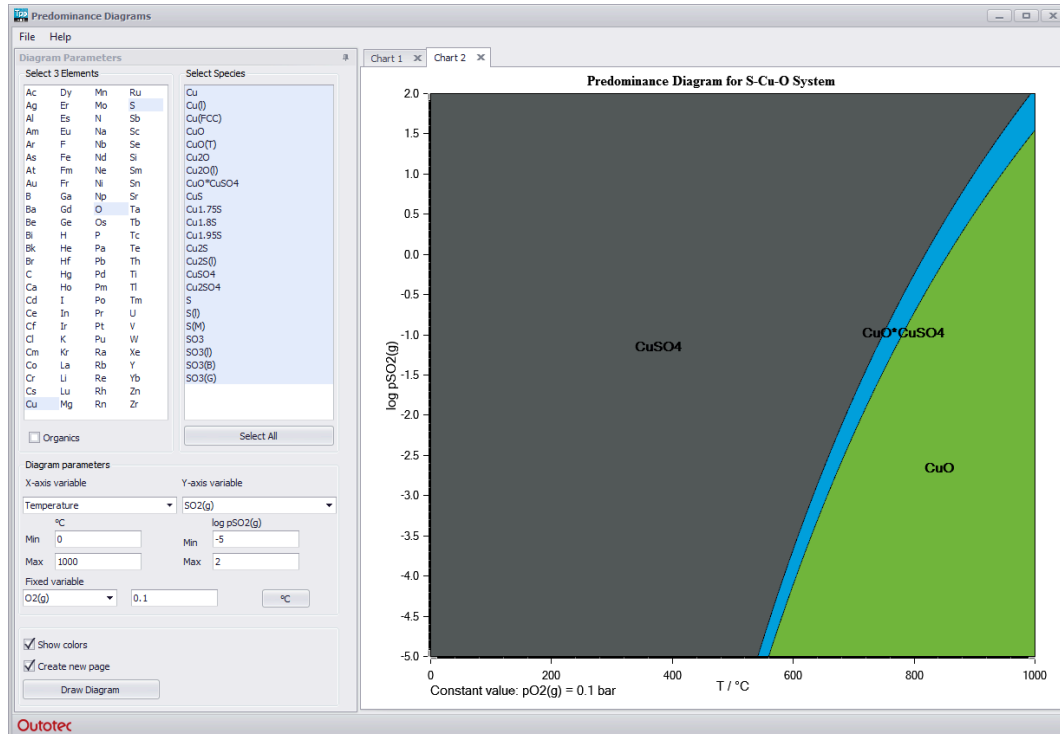 Predominance Diagrams
File Help
Diagram Parameters
Select 3 Elements
Ac Dy Mn Ru
Ag Er Mo S
Al Es N Sb
Am Eu Na Sc
Ar F Nb Se
As Fe Nd Si
At Fm Ne Sm
Au Fr Ni Sn
B Ga Np Sr
Ba Gd O Ta
Be Ge Os Tb
Bi H P Tc
Bk He Pa Te
Br Hf Pb Th
C Hg Pd Ti
Ca Ho Pm Tl
Cd I Po Tm
Ce In Pr U
Cf Ir Pt V
Cl K Pu W
Cm Kr Ra Xe
Co La Rb Y
Cr Li Re Yb
Cs Lu Rh Zn
Cu Mg Rn Zr
Organics
Select Species
Cu
Cu(l)
Cu(FCC)
CuO
CuO(T)
Cu2O
Cu2O(l)
CuO*CuSO4
CuS
Cu1.75S
Cu1.8S
Cu1.95S
Cu2S
Cu2S(l)
CuSO4
Cu2SO4
S
S(l)
S(M)
SO3
SO3(l)
SO3(B)
SO3(G)
Select All
Diagram parameters
X-axis variable Y-axis variable
Temperature SO2(g)
°C log pSO2(g)
Min 0 Min -5
Max 1000 Max 2
Fixed variable
O2(g) 0.1 °C
Show colors
Create new page
Draw Diagram
Outotec
Chart 1 Chart 2
Predominance Diagram for S-Cu-O System
2.0
1.5
1.0
0.5
0.0
-0.5
-1.0
-1.5
-2.0
-2.5
-3.0
-3.5
-4.0
-4.5
-5.0
log pSO2(g)
CuSO4
CuO*CuSO4
CuO
0 200 400 600 800 1000
T / °C
Constant value: pO2(g) = 0.1 bar